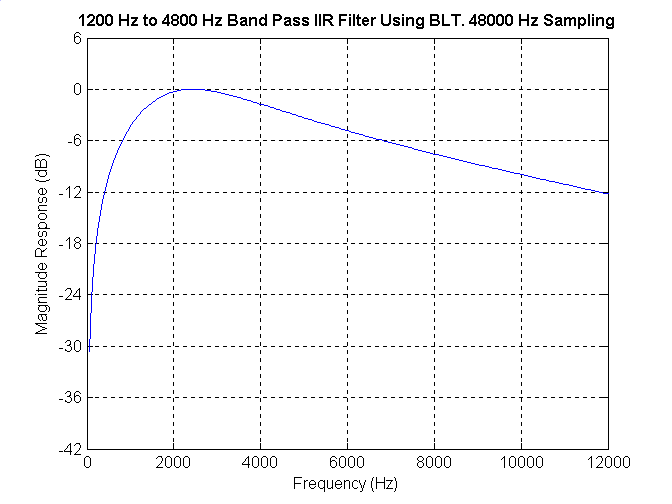 1200 Hz to 4800 Hz Band Pass IIR Filter Using BLT. 48000 Hz Sampling
6
0
-6
-12
-18
-24
-30
-36
-42
Magnitude Response (dB)
0 2000 4000 6000 8000 10000 12000
Frequency (Hz)